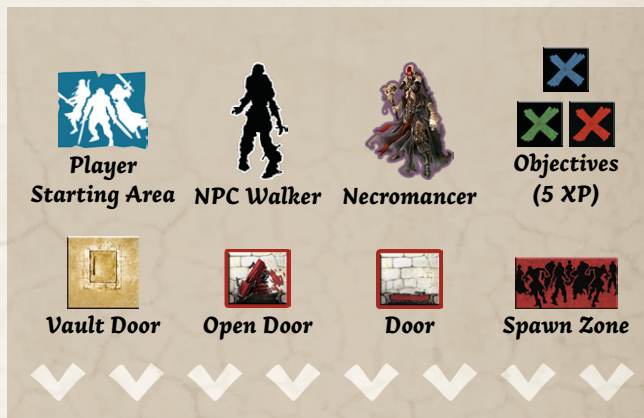 Player
Starting Area
NPC Walker
Necromancer
Objectives
(5 XP)
Vault Door
Open Door
Door
Spawn Zone